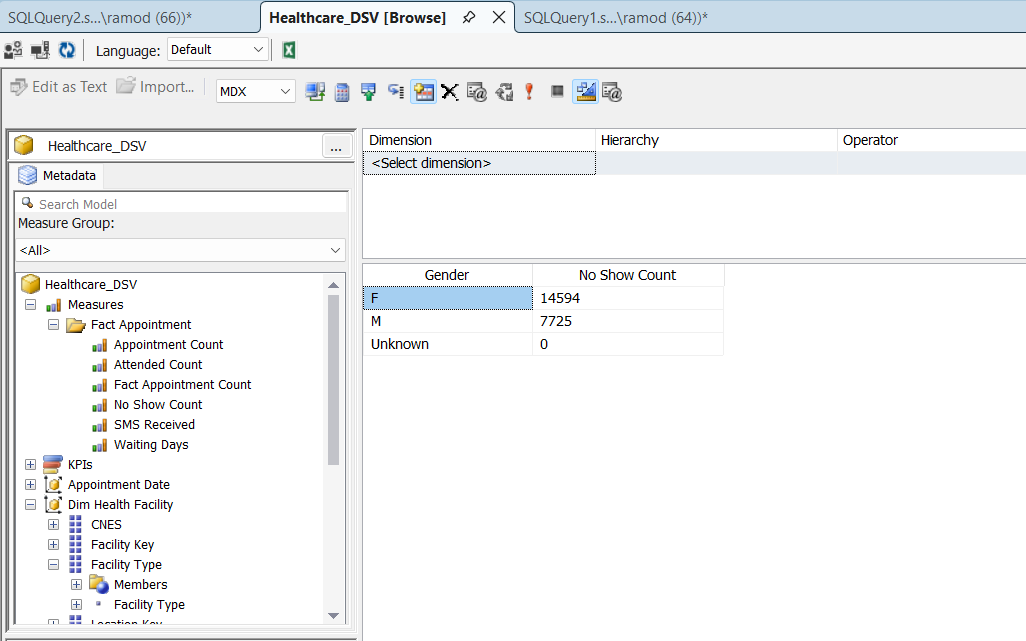 SQLQuery2.s...\ramod (66))*
Healthcare_DSV [Browse]
SQLQuery1.s...\ramod (64))*
Language: Default
Edit as Text Import... MDX
Healthcare_DSV ...
Metadata
Search Model
Measure Group:
<All>
Healthcare_DSV
Measures
Fact Appointment
Appointment Count
Attended Count
Fact Appointment Count
No Show Count
SMS Received
Waiting Days
KPIs
Appointment Date
Dim Health Facility
CNES
Facility Key
Facility Type
Members
Facility Type
Location Key
Dimension Hierarchy Operator
<Select dimension>
Gender No Show Count
F 14594
M 7725
Unknown 0